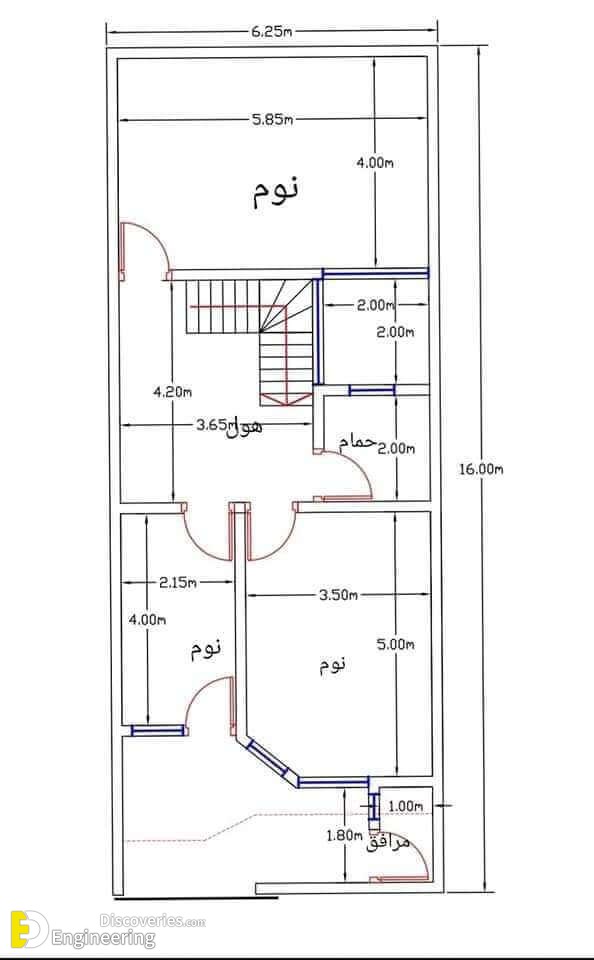 6.25m
5.85m
4.00m
نوم
2.00m
2.00m
4.20m
3.65m
هول
حمام
2.00m
16.00m
2.15m
3.50m
4.00m
5.00m
نوم
نوم
1.00m
1.80m
مرافق
Discoveries.com
Engineering